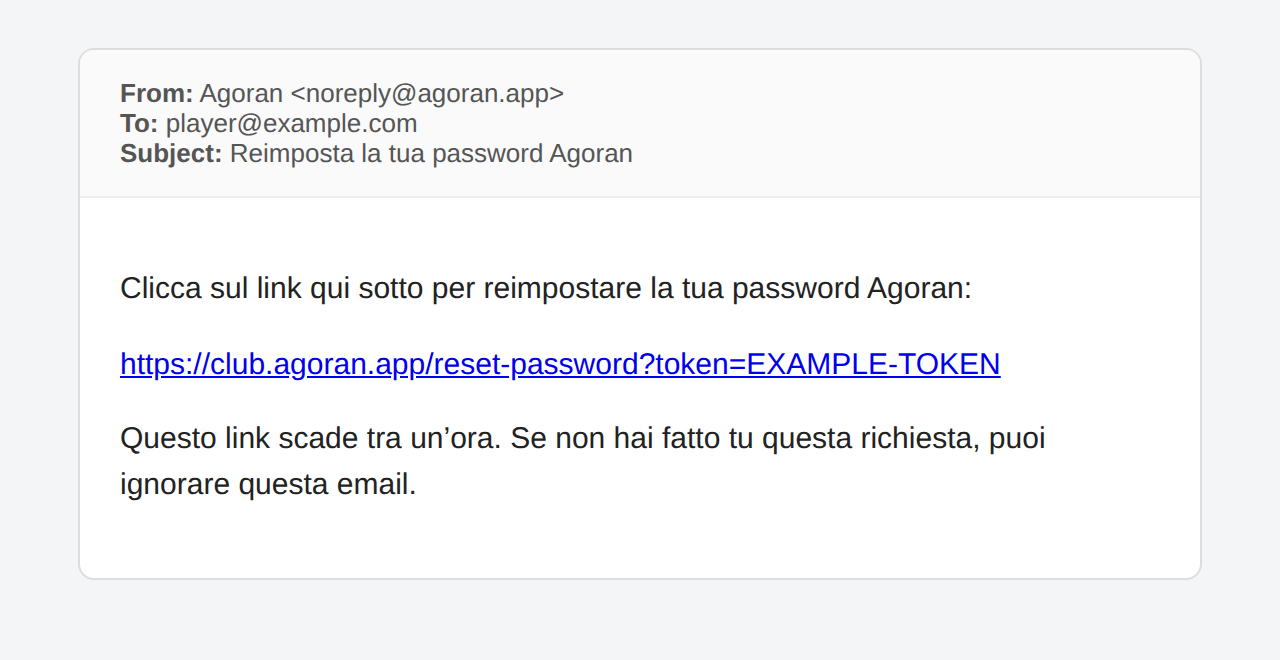 From: Agoran <noreply@agoran.app>
To: player@example.com
Subject: Reimposta la tua password Agoran
Clicca sul link qui sotto per reimpostare la tua password Agoran:
https://club.agoran.app/reset-password?token=EXAMPLE-TOKEN
Questo link scade tra un’ora. Se non hai fatto tu questa richiesta, puoi
ignorare questa email.